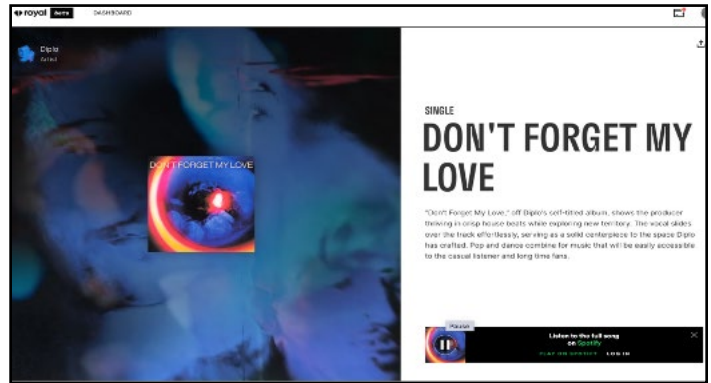 royal Beta DASHBOARD
Diplo
Artist
DON'T FORGET MY LOVE
SINGLE
DON'T FORGET MY
LOVE
"Don't Forget My Love," off Diplo's self-titled album, shows the producer
thriving in crisp house beats while exploring new territory. The vocal slides
over the track effortlessly, serving as a solid centerpiece to the space Diplo
has crafted. Pop and dance combine for music that will be easily accessible
to the casual listener and long time fans.
Pause
Listen to the full song
on Spotify
PLAY ON SPOTIFY LOG IN